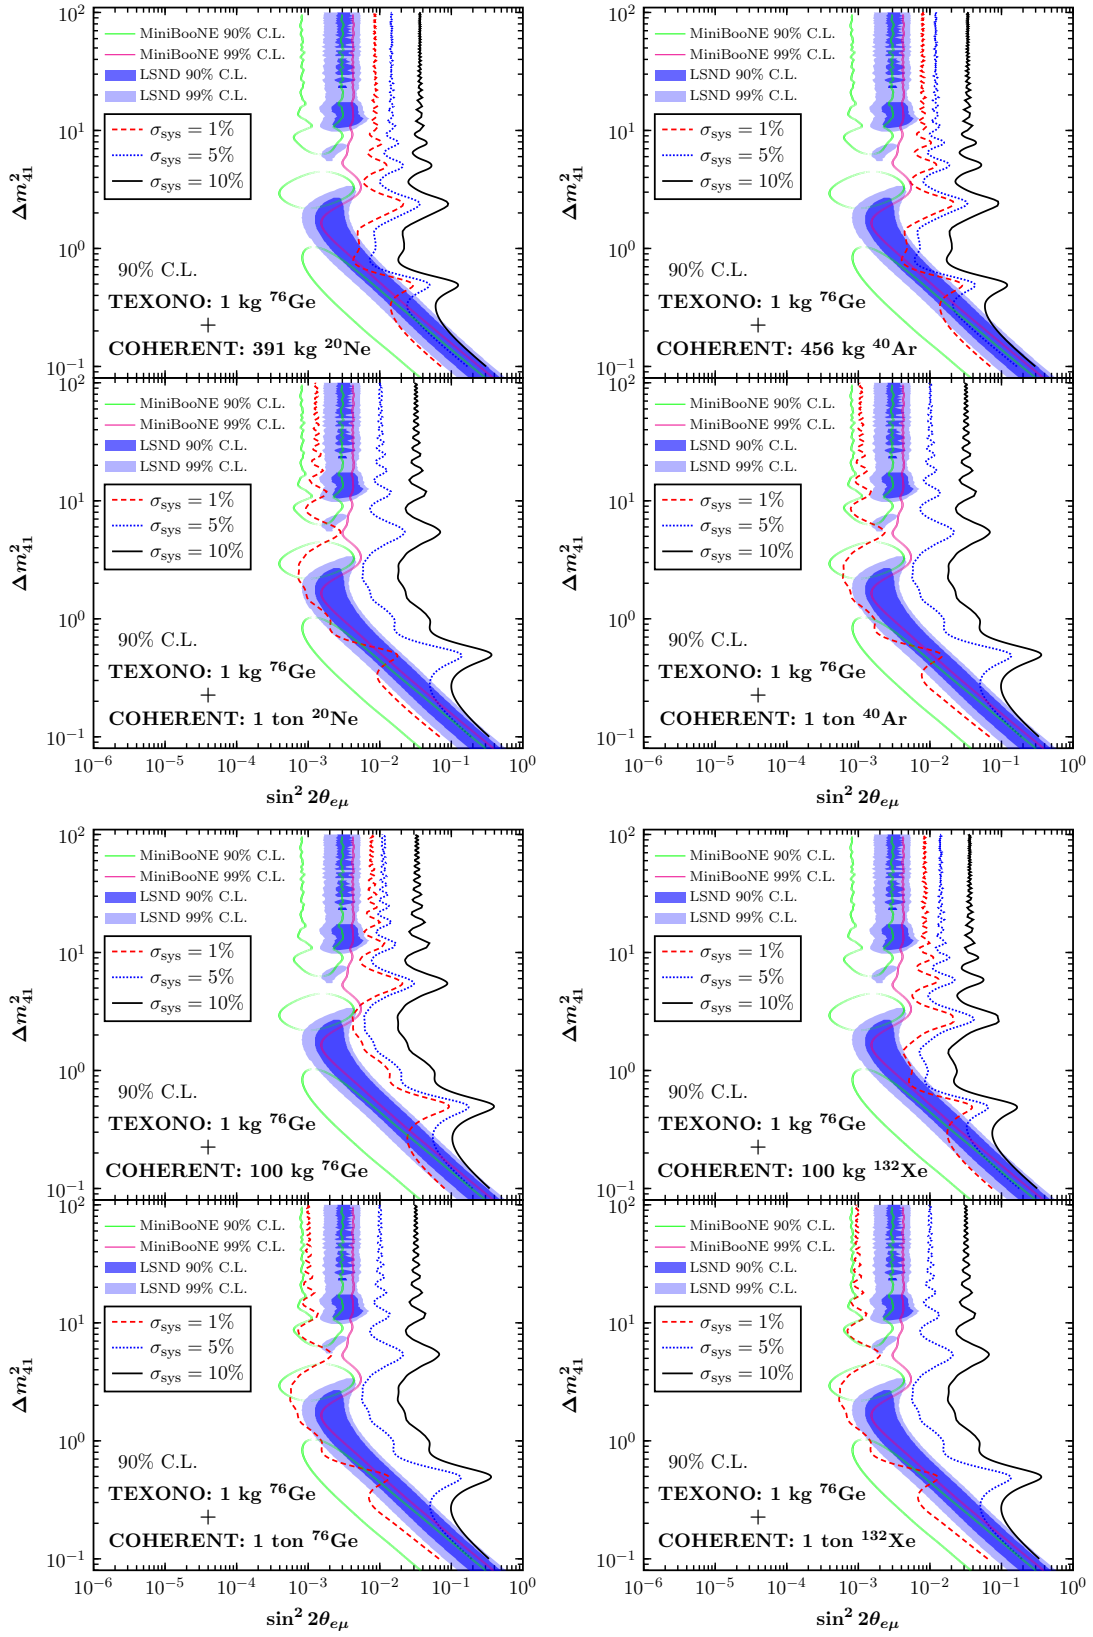 MiniBooNE 90% C.L.
MiniBooNE 99% C.L.
LSND 90% C.L.
LSND 99% C.L.
σsys = 1%
σsys = 5%
σsys = 10%
90% C.L.
TEXONO: 1 kg ⁷⁶Ge
+
COHERENT: 391 kg ²⁰Ne
Δm²₄₁
10²
10¹
10⁰
10⁻¹
MiniBooNE 90% C.L.
MiniBooNE 99% C.L.
LSND 90% C.L.
LSND 99% C.L.
σsys = 1%
σsys = 5%
σsys = 10%
90% C.L.
TEXONO: 1 kg ⁷⁶Ge
+
COHERENT: 456 kg ⁴⁰Ar
Δm²₄₁
10²
10¹
10⁰
10⁻¹
MiniBooNE 90% C.L.
MiniBooNE 99% C.L.
LSND 90% C.L.
LSND 99% C.L.
σsys = 1%
σsys = 5%
σsys = 10%
90% C.L.
TEXONO: 1 kg ⁷⁶Ge
+
COHERENT: 1 ton ²⁰Ne
Δm²₄₁
10²
10¹
10⁰
10⁻¹
10⁻⁶ 10⁻⁵ 10⁻⁴ 10⁻³ 10⁻² 10⁻¹ 10⁰
sin² 2θeμ
MiniBooNE 90% C.L.
MiniBooNE 99% C.L.
LSND 90% C.L.
LSND 99% C.L.
σsys = 1%
σsys = 5%
σsys = 10%
90% C.L.
TEXONO: 1 kg ⁷⁶Ge
+
COHERENT: 1 ton ⁴⁰Ar
Δm²₄₁
10²
10¹
10⁰
10⁻¹
10⁻⁶ 10⁻⁵ 10⁻⁴ 10⁻³ 10⁻² 10⁻¹ 10⁰
sin² 2θeμ
MiniBooNE 90% C.L.
MiniBooNE 99% C.L.
LSND 90% C.L.
LSND 99% C.L.
σsys = 1%
σsys = 5%
σsys = 10%
90% C.L.
TEXONO: 1 kg ⁷⁶Ge
+
COHERENT: 100 kg ⁷⁶Ge
Δm²₄₁
10²
10¹
10⁰
10⁻¹
MiniBooNE 90% C.L.
MiniBooNE 99% C.L.
LSND 90% C.L.
LSND 99% C.L.
σsys = 1%
σsys = 5%
σsys = 10%
90% C.L.
TEXONO: 1 kg ⁷⁶Ge
+
COHERENT: 100 kg ¹³²Xe
Δm²₄₁
10²
10¹
10⁰
10⁻¹
MiniBooNE 90% C.L.
MiniBooNE 99% C.L.
LSND 90% C.L.
LSND 99% C.L.
σsys = 1%
σsys = 5%
σsys = 10%
90% C.L.
TEXONO: 1 kg ⁷⁶Ge
+
COHERENT: 1 ton ⁷⁶Ge
Δm²₄₁
10²
10¹
10⁰
10⁻¹
10⁻⁶ 10⁻⁵ 10⁻⁴ 10⁻³ 10⁻² 10⁻¹ 10⁰
sin² 2θeμ
MiniBooNE 90% C.L.
MiniBooNE 99% C.L.
LSND 90% C.L.
LSND 99% C.L.
σsys = 1%
σsys = 5%
σsys = 10%
90% C.L.
TEXONO: 1 kg ⁷⁶Ge
+
COHERENT: 1 ton ¹³²Xe
Δm²₄₁
10²
10¹
10⁰
10⁻¹
10⁻⁶ 10⁻⁵ 10⁻⁴ 10⁻³ 10⁻² 10⁻¹ 10⁰
sin² 2θeμ